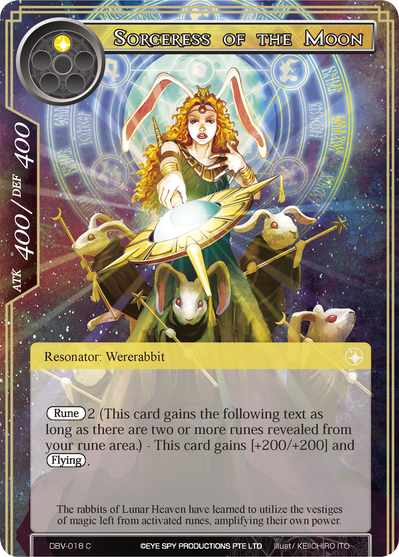 Sorceress of the Moon
ATK 400/DEF 400
Resonator: Wererabbit
Rune 2 (This card gains the following text as
long as there are two or more runes revealed from
your rune area.) - This card gains [+200/+200] and
Flying.
The rabbits of Lunar Heaven have learned to utilize the vestiges
of magic left from activated runes, amplifying their own power.
DBV-018 C ©EYE SPY PRODUCTIONS PTE LTD illust/ KEIICHIRO ITO